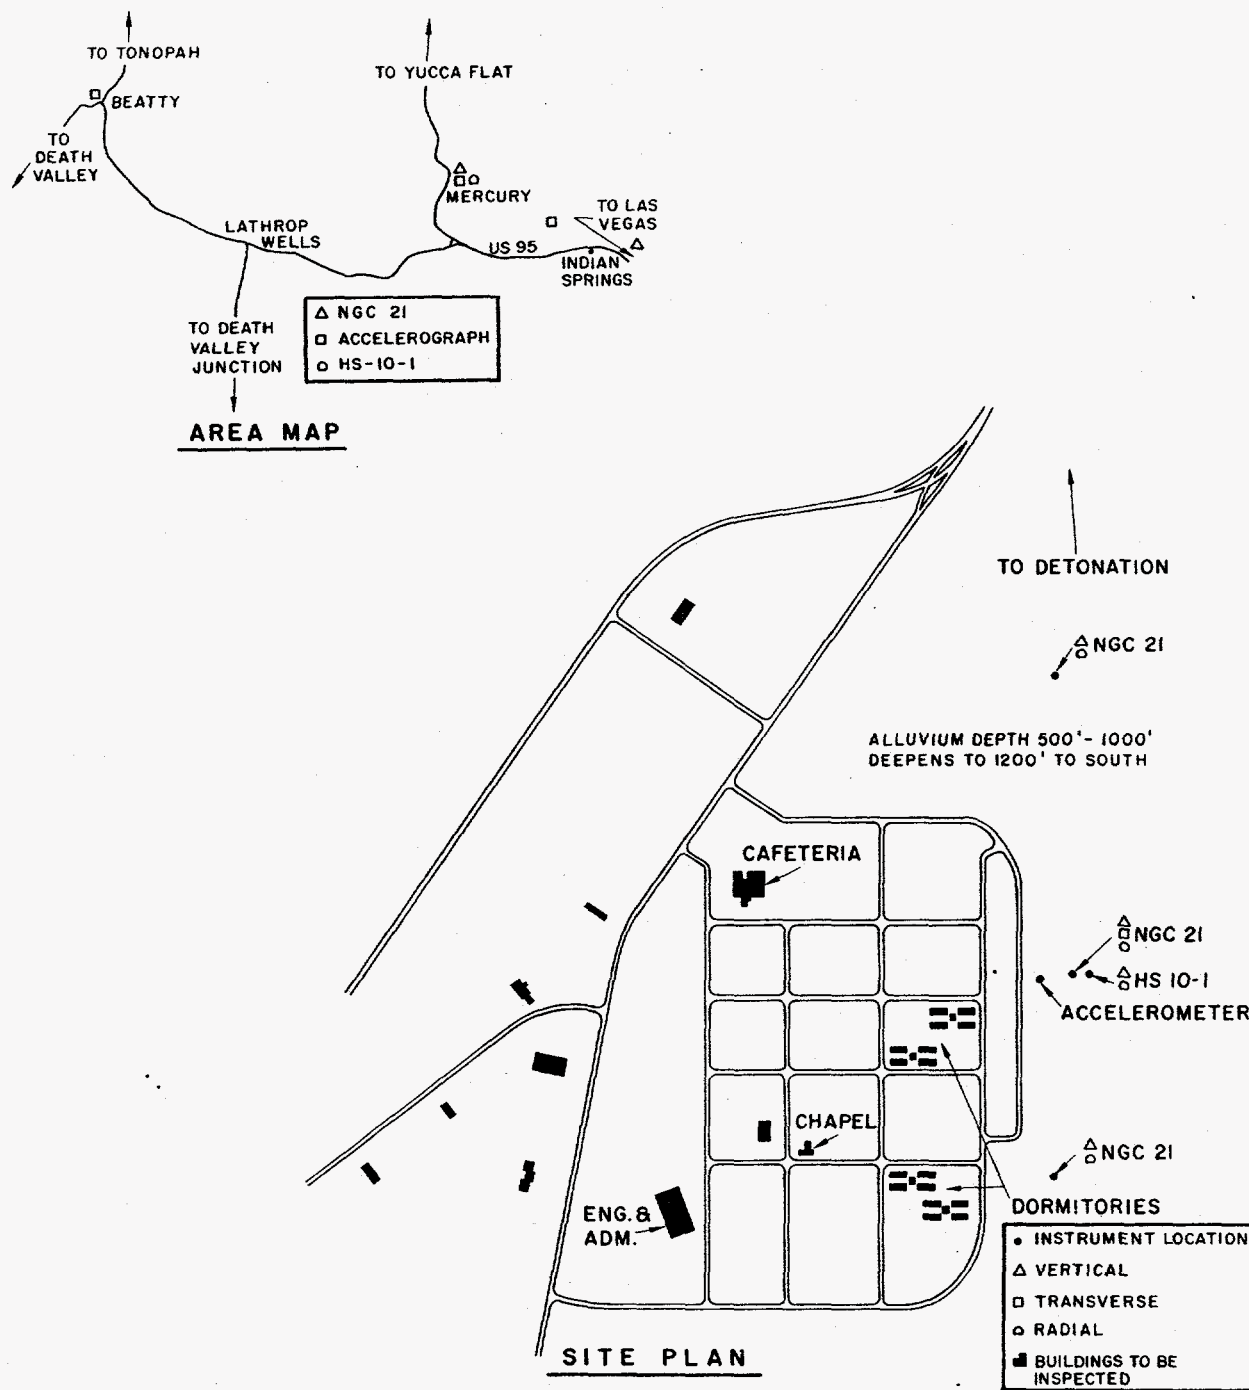 TO TONOPAH
BEATTY
TO
DEATH
VALLEY
TO YUCCA FLAT
MERCURY
TO LAS
VEGAS
LATHROP
WELLS
US 95
INDIAN
SPRINGS
TO DEATH
VALLEY
JUNCTION
NGC 21
ACCELEROGRAPH
HS-10-1
AREA MAP
TO DETONATION
NGC 21
ALLUVIUM DEPTH 500'-1000'
DEEPENS TO 1200' TO SOUTH
CAFETERIA
NGC 21
HS 10-1
ACCELEROMETER
CHAPEL
NGC 21
DORMITORIES
ENG. &
ADM.
INSTRUMENT LOCATION
VERTICAL
TRANSVERSE
RADIAL
BUILDINGS TO BE
INSPECTED
SITE PLAN